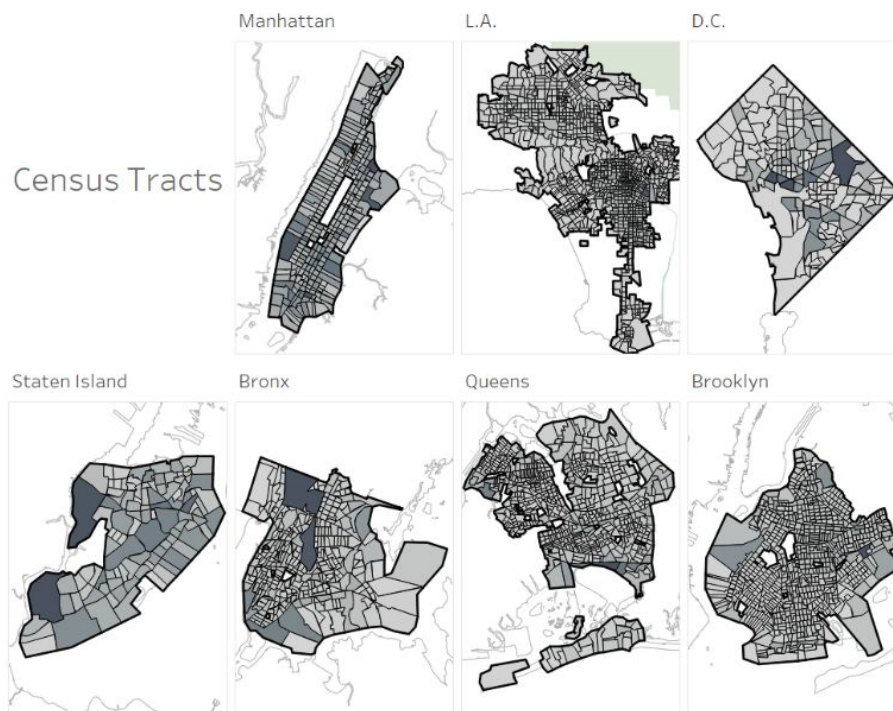 Manhattan
L.A.
D.C.
Census Tracts
Staten Island
Bronx
Queens
Brooklyn